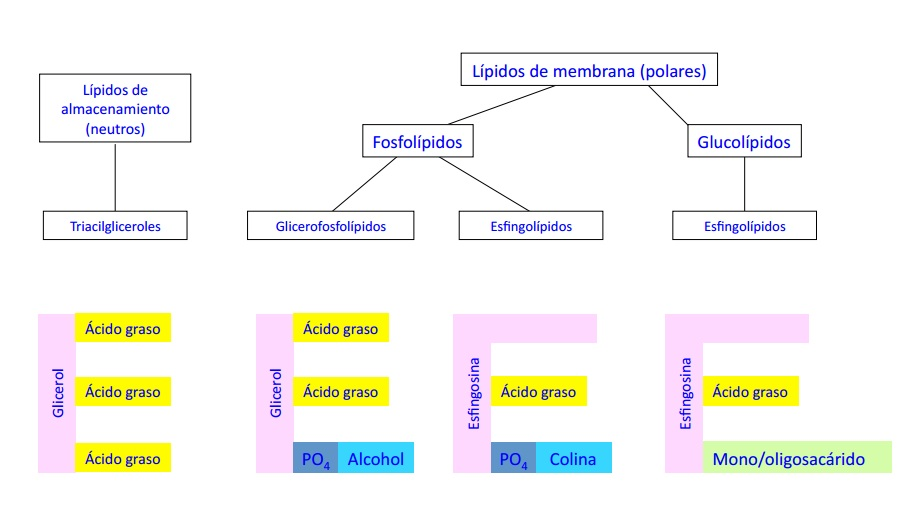 Lípidos de membrana (polares)
Lípidos de
almacenamiento
(neutros)
Fosfolípidos
Glucolípidos
Triacilgliceroles
Glicerofosfolípidos
Esfingolípidos
Esfingolípidos
Glicerol
Ácido graso
Ácido graso
Ácido graso
Glicerol
Ácido graso
Ácido graso
PO4 Alcohol
Esfingosina
Ácido graso
PO4 Colina
Esfingosina
Ácido graso
Mono/oligosacárido